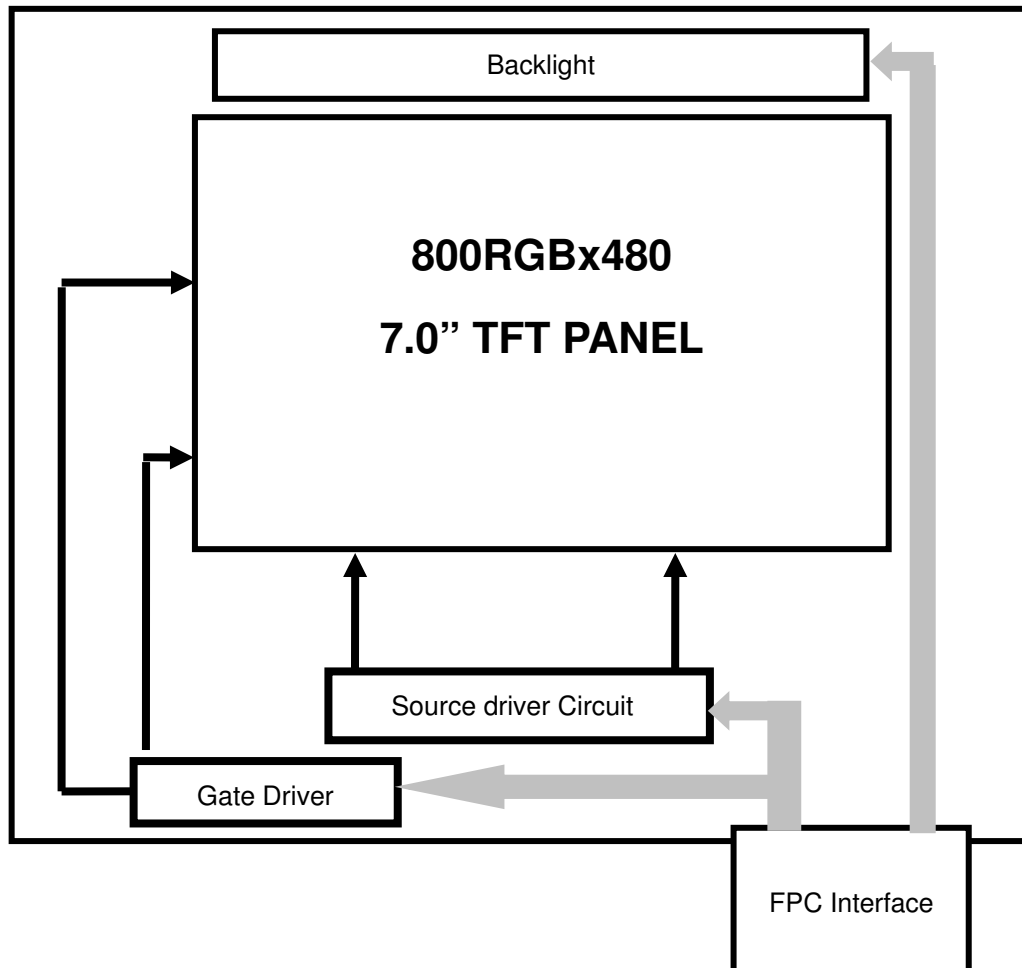 Backlight
800RGBx480
7.0” TFT PANEL
Source driver Circuit
Gate Driver
FPC Interface